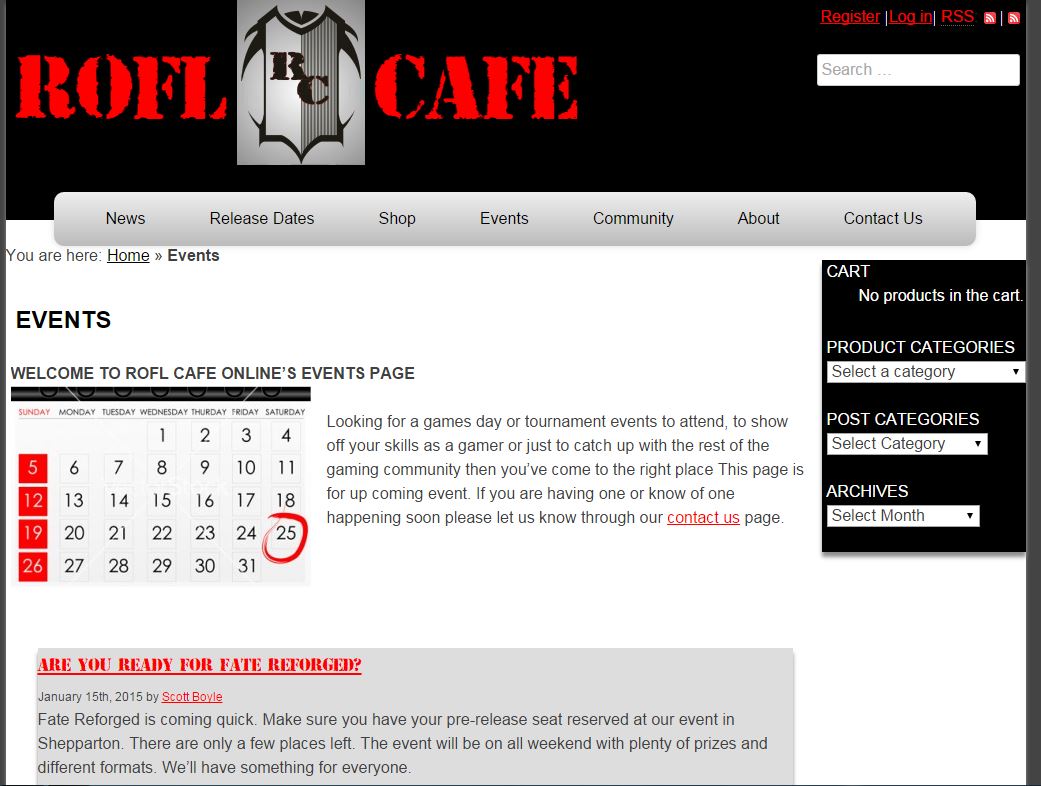 Register |Log in| RSS |
ROFL RC CAFE
Search …
News Release Dates Shop Events Community About Contact Us
You are here: Home » Events
EVENTS
WELCOME TO ROFL CAFE ONLINE’S EVENTS PAGE
SUNDAY MONDAY TUESDAY WEDNESDAY THURSDAY FRIDAY SATURDAY
1 2 3 4
5 6 7 8 9 10 11
12 13 14 15 16 17 18
19 20 21 22 23 24 25
26 27 28 29 30 31
Looking for a games day or tournament events to attend, to show
off your skills as a gamer or just to catch up with the rest of the
gaming community then you’ve come to the right place This page is
for up coming event. If you are having one or know of one
happening soon please let us know through our contact us page.
ARE YOU READY FOR FATE REFORGED?
January 15th, 2015 by Scott Boyle
Fate Reforged is coming quick. Make sure you have your pre-release seat reserved at our event in
Shepparton. There are only a few places left. The event will be on all weekend with plenty of prizes and
different formats. We’ll have something for everyone.
CART
No products in the cart.
PRODUCT CATEGORIES
Select a category
POST CATEGORIES
Select Category
ARCHIVES
Select Month